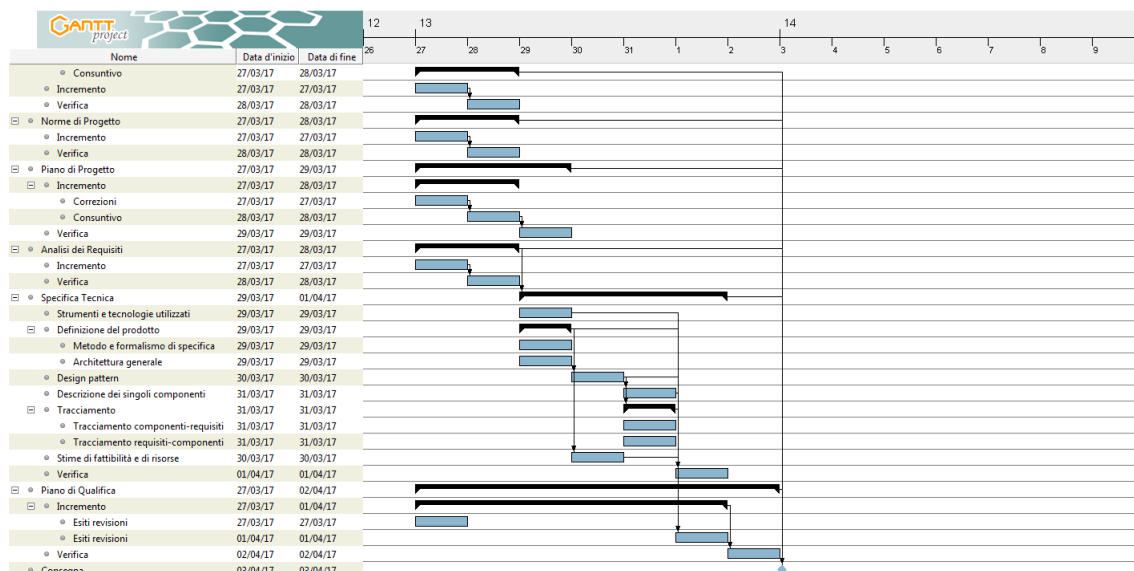 GANTT
project
12 13 14
26 27 28 29 30 31 1 2 3 4 5 6 7 8 9
Nome Data d'inizio Data di fine
Consuntivo 27/03/17 28/03/17
Incremento 27/03/17 27/03/17
Verifica 28/03/17 28/03/17
Norme di Progetto 27/03/17 28/03/17
Incremento 27/03/17 27/03/17
Verifica 28/03/17 28/03/17
Piano di Progetto 27/03/17 29/03/17
Incremento 27/03/17 28/03/17
Correzioni 27/03/17 27/03/17
Consuntivo 28/03/17 28/03/17
Verifica 29/03/17 29/03/17
Analisi dei Requisiti 27/03/17 28/03/17
Incremento 27/03/17 27/03/17
Verifica 28/03/17 28/03/17
Specifica Tecnica 29/03/17 01/04/17
Strumenti e tecnologie utilizzati 29/03/17 29/03/17
Definizione del prodotto 29/03/17 29/03/17
Metodo e formalismo di specifica 29/03/17 29/03/17
Architettura generale 29/03/17 29/03/17
Design pattern 30/03/17 30/03/17
Descrizione dei singoli componenti 31/03/17 31/03/17
Tracciamento 31/03/17 31/03/17
Tracciamento componenti-requisiti 31/03/17 31/03/17
Tracciamento requisiti-componenti 31/03/17 31/03/17
Stime di fattibilità e di risorse 30/03/17 30/03/17
Verifica 01/04/17 01/04/17
Piano di Qualifica 27/03/17 02/04/17
Incremento 27/03/17 01/04/17
Esiti revisioni 27/03/17 27/03/17
Esiti revisioni 01/04/17 01/04/17
Verifica 02/04/17 02/04/17
Consegna 03/04/17 03/04/17